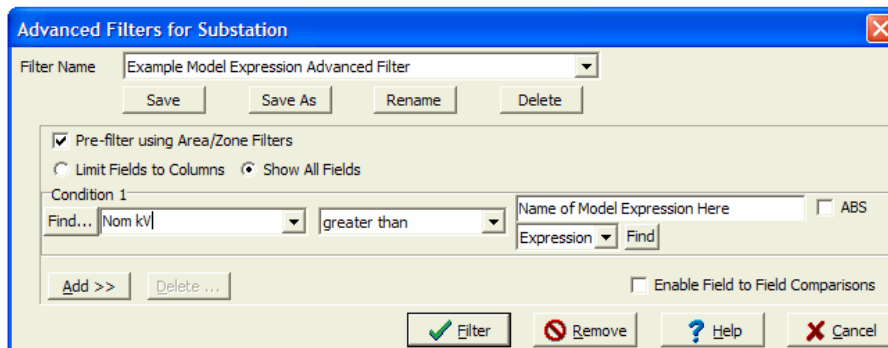 Advanced Filters for Substation
Filter Name Example Model Expression Advanced Filter
Save Save As Rename Delete
Pre-filter using Area/Zone Filters
Limit Fields to Columns Show All Fields
Condition 1
Find... Nom kV greater than Name of Model Expression Here ABS
Expression Find
Add >> Delete ... Enable Field to Field Comparisons
Filter Remove Help Cancel